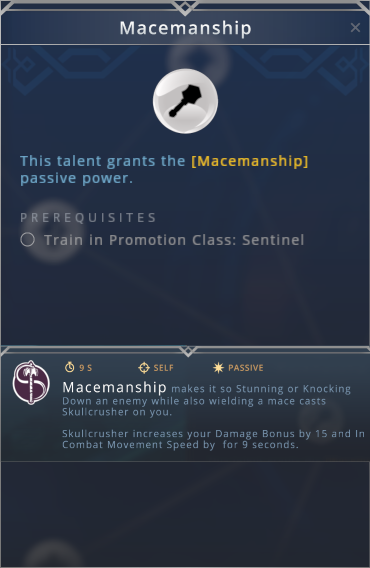 Macemanship
This talent grants the [Macemanship]
passive power.
PREREQUISITES
Train in Promotion Class: Sentinel
9 S SELF PASSIVE
Macemanship makes it so Stunning or Knocking
Down an enemy while also wielding a mace casts
Skullcrusher on you.
Skullcrusher increases your Damage Bonus by 15 and In
Combat Movement Speed by for 9 seconds.